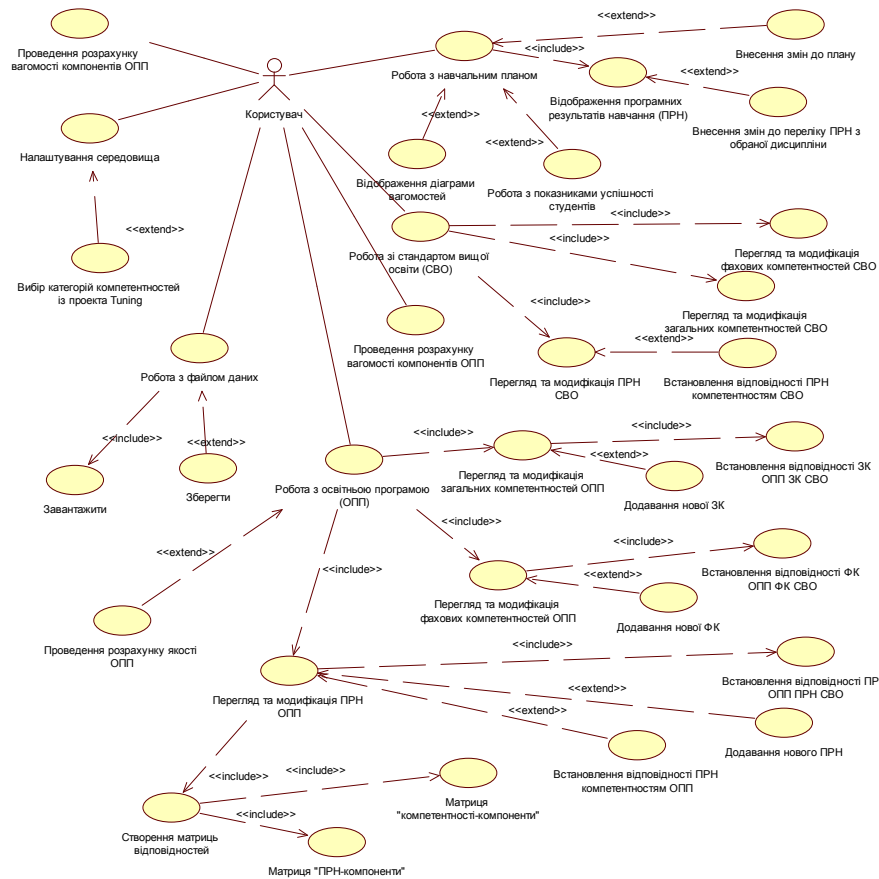 <<extend>>
Проведення розрахунку
вагомості компонентів ОПП
Внесення змін до плану
<<include>>
Робота з навчальним планом
<<extend>>
Відображення програмних
результатів навчання (ПРН)
Користувач
<<extend>>
<<extend>>
Внесення змін до переліку ПРН з
обраної дисципліни
Налаштування середовища
Відображення діаграми
вагомостей
Робота з показниками успішності
студентів
<<include>>
<<extend>>
<<include>>
Робота зі стандартом вищої
освіти (СВО)
Перегляд та модифікація
фахових компетентностей СВО
Вибір категорій компетентностей
із проекта Tuning
<<include>>
Перегляд та модифікація
загальних компетентностей СВО
<<extend>>
Проведення розрахунку
вагомості компонентів ОПП
Робота з файлом даних
Перегляд та модифікація ПРН
СВО
Встановлення відповідності ПРН
компетентностям СВО
<<include>>
<<extend>>
<<include>>
<<include>>
Завантажити
Зберегти
Робота з освітньою програмою
(ОПП)
Перегляд та модифікація
загальних компетентностей ОПП
<<extend>>
Встановлення відповідності ЗК
ОПП ЗК СВО
Додавання нової ЗК
<<include>>
<<include>>
<<extend>>
<<include>>
<<extend>>
Встановлення відповідності ФК
ОПП ФК СВО
Перегляд та модифікація
фахових компетентностей ОПП
Додавання нової ФК
Проведення розрахунку якості
ОПП
<<include>>
Встановлення відповідності ПР
ОПП ПРН СВО
<<extend>>
Перегляд та модифікація ПРН
ОПП
<<extend>>
Додавання нового ПРН
<<include>>
<<include>>
Встановлення відповідності ПРН
компетентностям ОПП
<<include>>
Матриця
"компетентності-компоненти"
Створення матриць
відповідностей
Матриця "ПРН-компоненти"